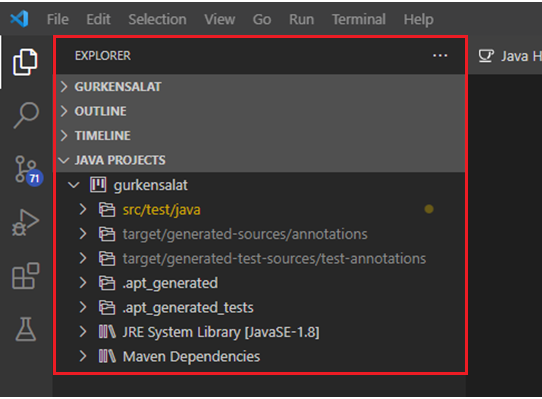 File Edit Selection View Go Run Terminal Help
EXPLORER ···
Java H
GURKENSALAT
OUTLINE
TIMELINE
JAVA PROJECTS
71
gurkensalat
src/test/java
target/generated-sources/annotations
target/generated-test-sources/test-annotations
.apt_generated
.apt_generated_tests
JRE System Library [JavaSE-1.8]
Maven Dependencies